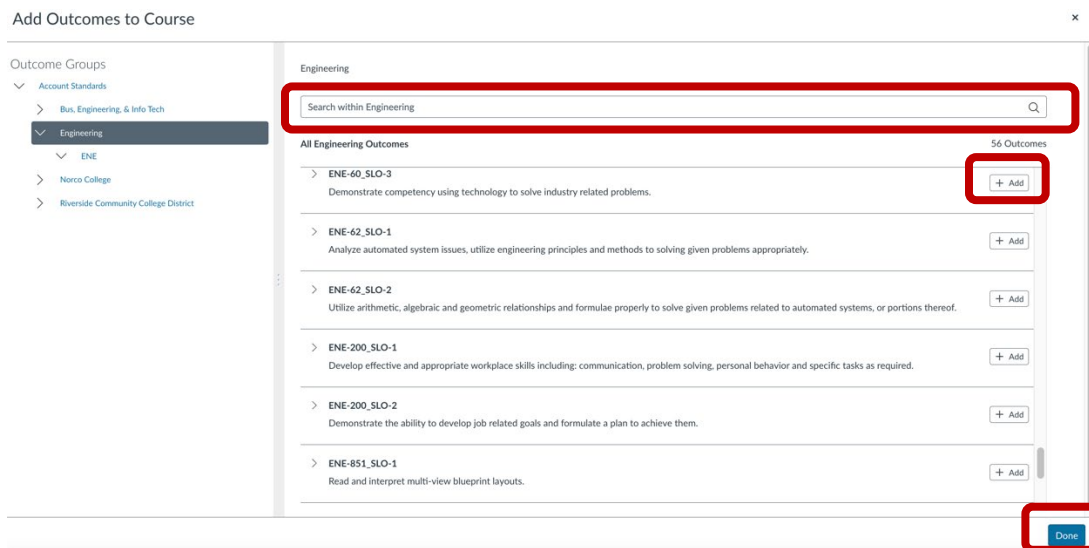 Add Outcomes to Course
×
Outcome Groups
Account Standards
Bus, Engineering, & Info Tech
Engineering
ENE
Norco College
Riverside Community College District
Engineering
Search within Engineering
All Engineering Outcomes
56 Outcomes
ENE-60_SLO-3
Demonstrate competency using technology to solve industry related problems.
+ Add
ENE-62_SLO-1
Analyze automated system issues, utilize engineering principles and methods to solving given problems appropriately.
+ Add
ENE-62_SLO-2
Utilize arithmetic, algebraic and geometric relationships and formulae properly to solve given problems related to automated systems, or portions thereof.
+ Add
ENE-200_SLO-1
Develop effective and appropriate workplace skills including: communication, problem solving, personal behavior and specific tasks as required.
+ Add
ENE-200_SLO-2
Demonstrate the ability to develop job related goals and formulate a plan to achieve them.
+ Add
ENE-851_SLO-1
Read and interpret multi-view blueprint layouts.
+ Add
Done